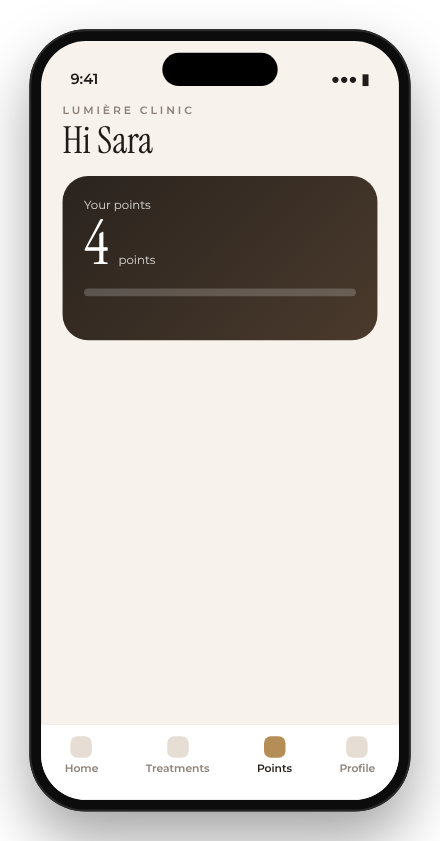 9:41
LUMIÈRE CLINIC
Hi Sara
Your points
4 points
Home Treatments Points Profile